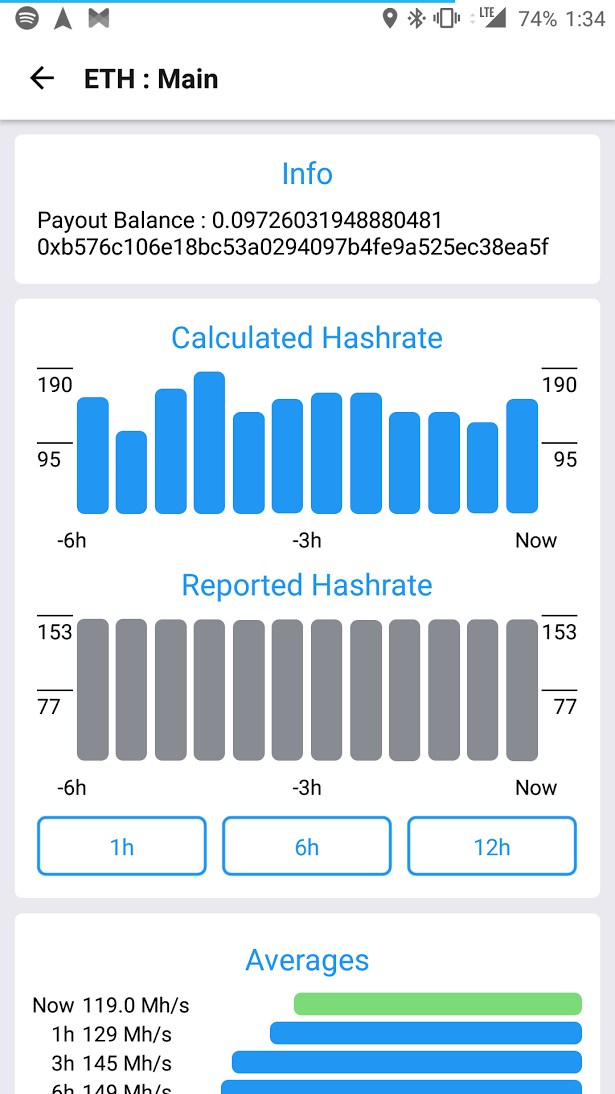 LTE 74% 1:34
ETH : Main
Info
Payout Balance : 0.09726031948880481
0xb576c106e18bc53a0294097b4fe9a525ec38ea5f
Calculated Hashrate
190 190
95 95
-6h -3h Now
Reported Hashrate
153 153
77 77
-6h -3h Now
1h 6h 12h
Averages
Now 119.0 Mh/s
1h 129 Mh/s
3h 145 Mh/s
6h 149 Mh/s